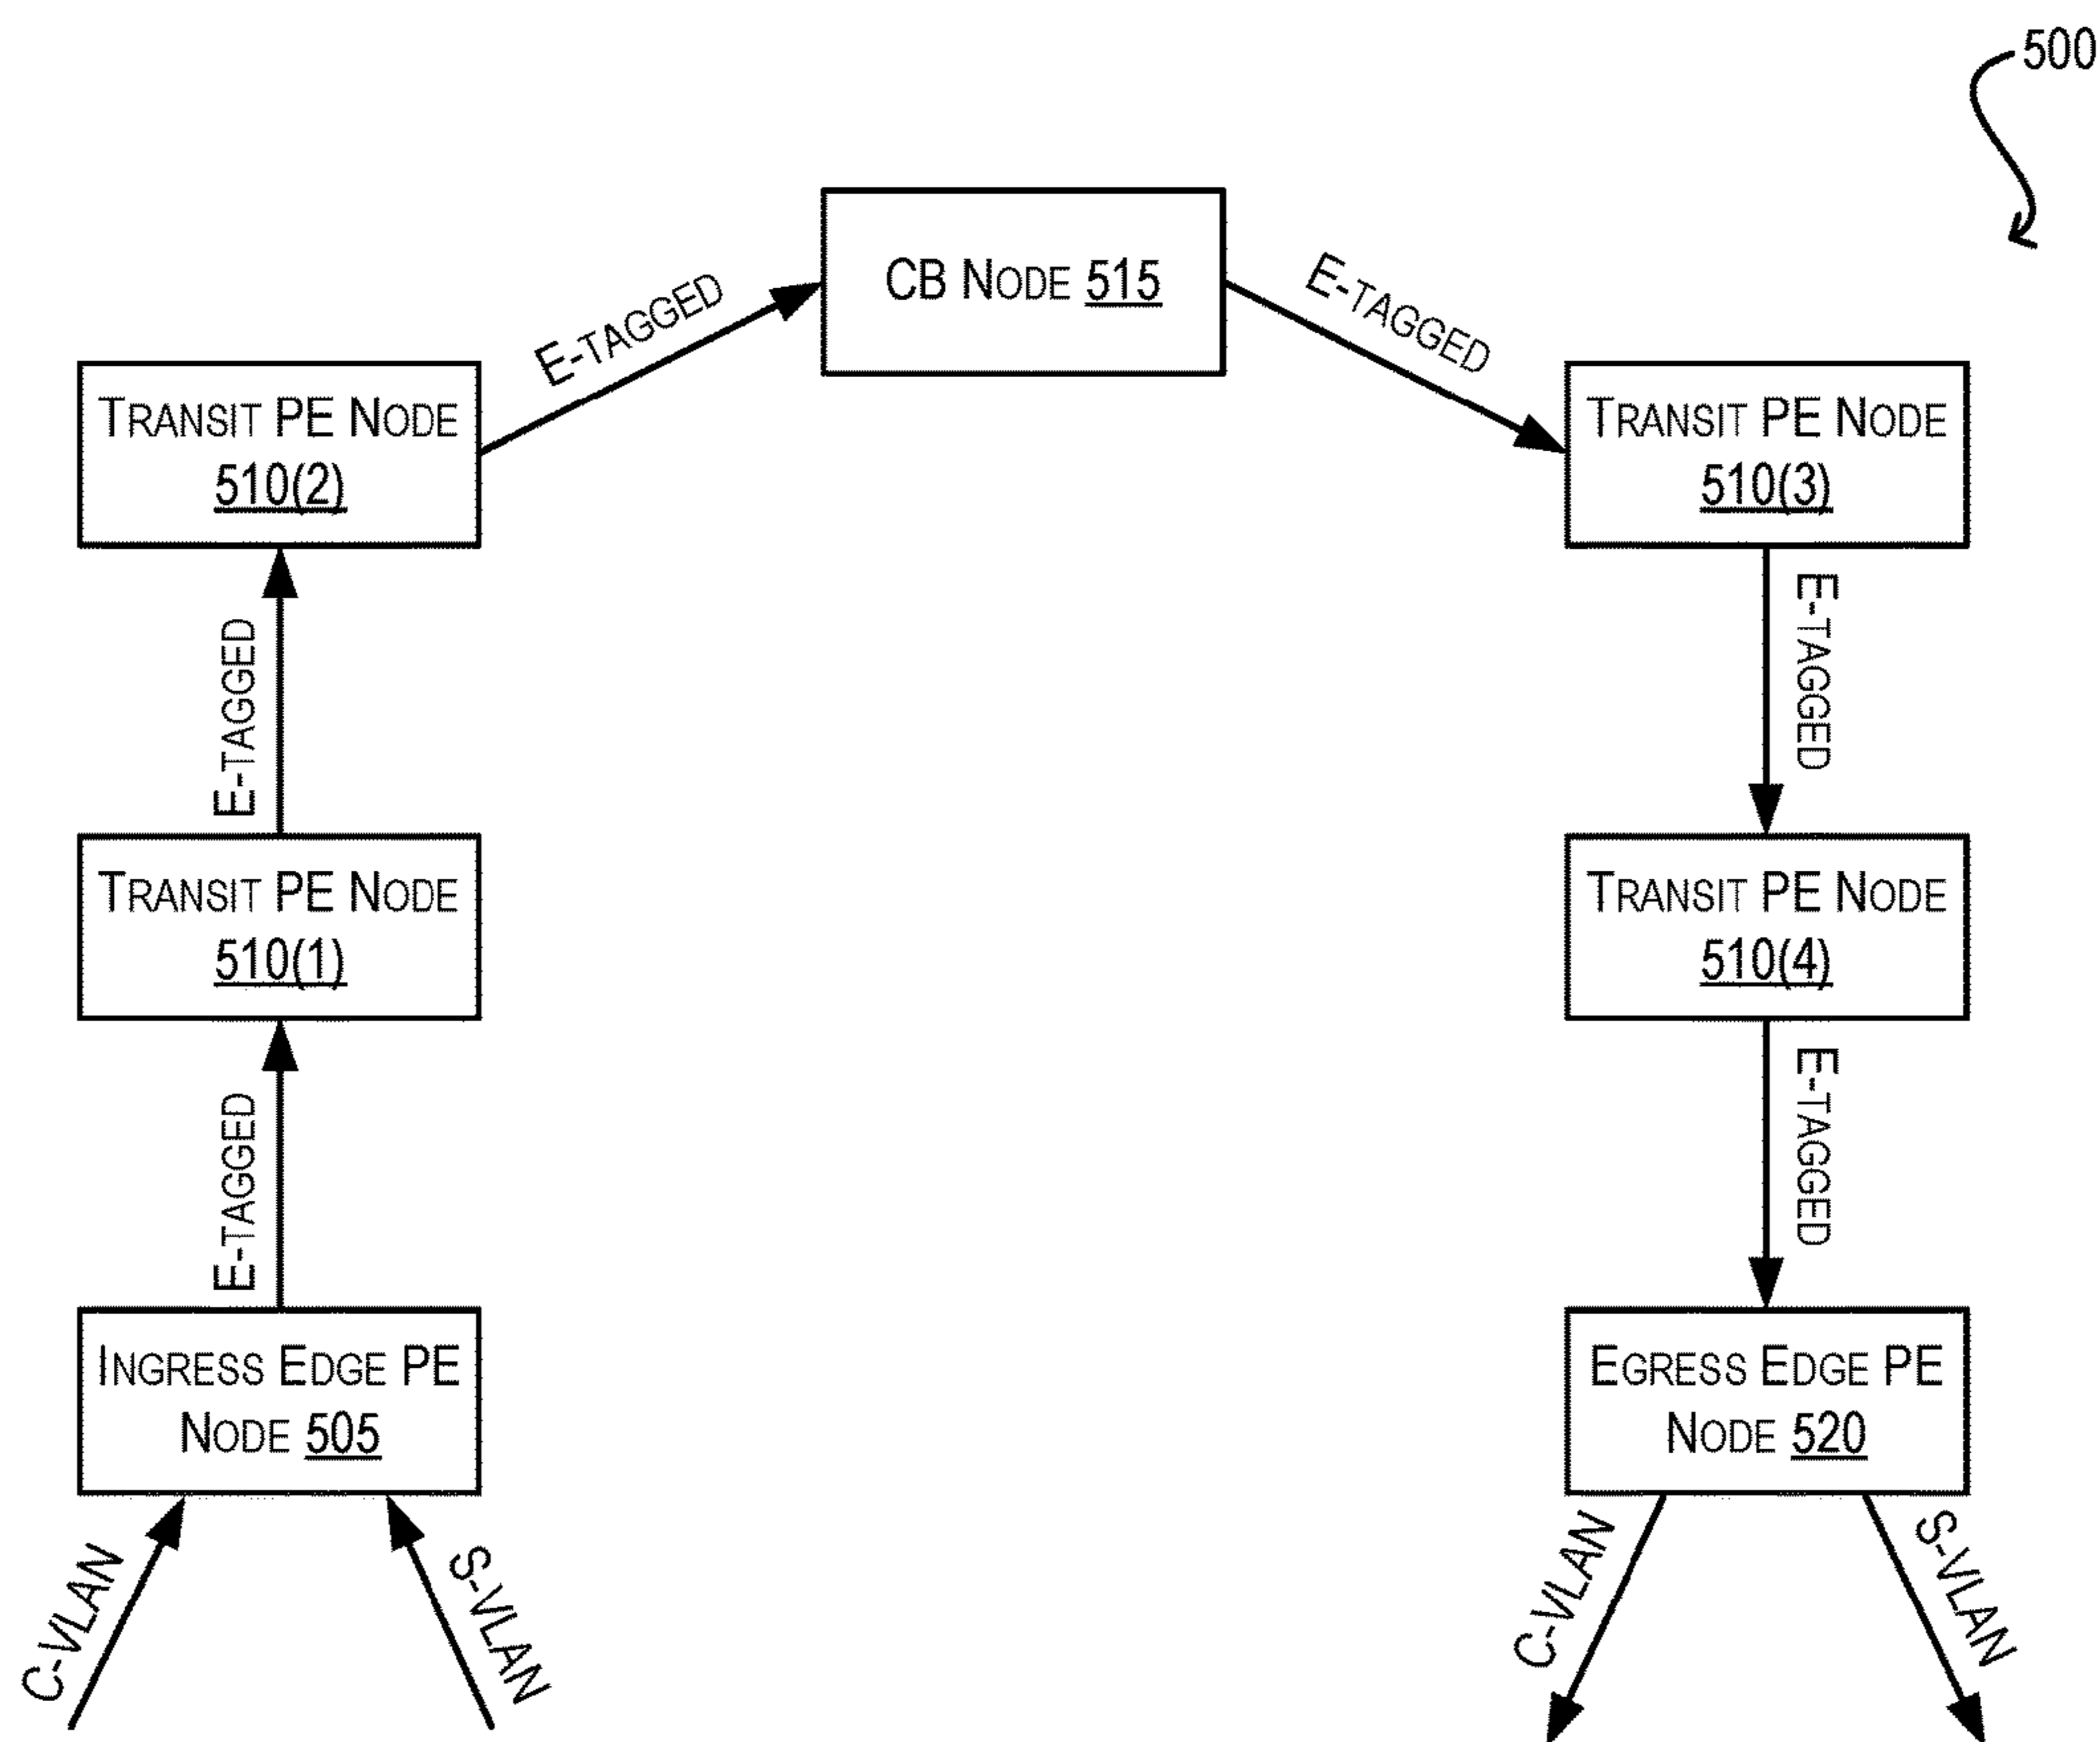 500
CB NODE 515
E-TAGGED
E-TAGGED
TRANSIT PE NODE
510(2)
TRANSIT PE NODE
510(3)
E-TAGGED
E-TAGGED
TRANSIT PE NODE
510(1)
TRANSIT PE NODE
510(4)
E-TAGGED
E-TAGGED
INGRESS EDGE PE
NODE 505
EGRESS EDGE PE
NODE 520
C-VLAN
S-VLAN
C-VLAN
S-VLAN